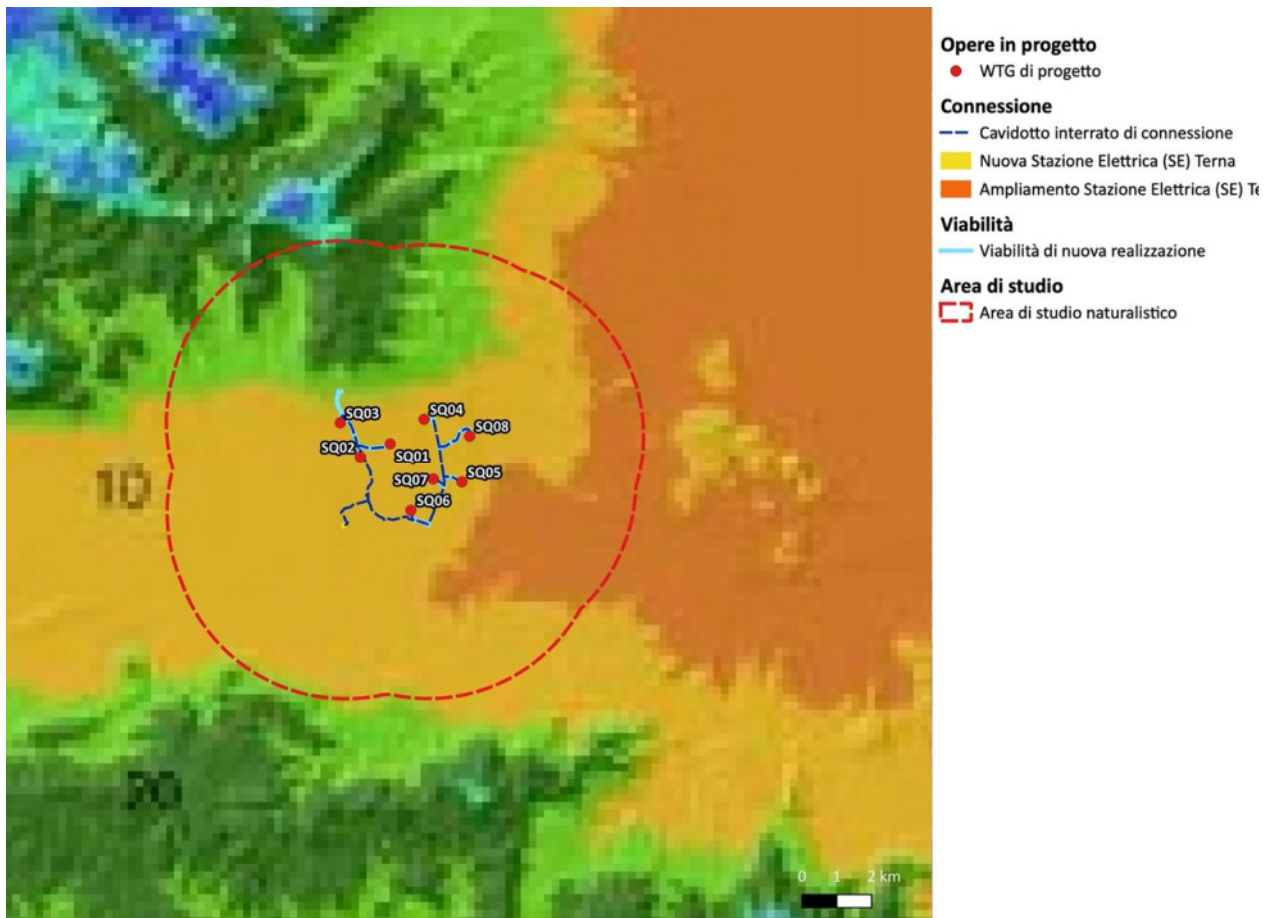 Opere in progetto
WTG di progetto
Connessione
Cavidotto interrato di connessione
Nuova Stazione Elettrica (SE) Terna
Ampliamento Stazione Elettrica (SE) Te
Viabilità
Viabilità di nuova realizzazione
Area di studio
Area di studio naturalistico
SQ03
SQ04
SQ08
SQ02
SQ01
SQ07
SQ05
SQ06
10
20
0 1 2 km